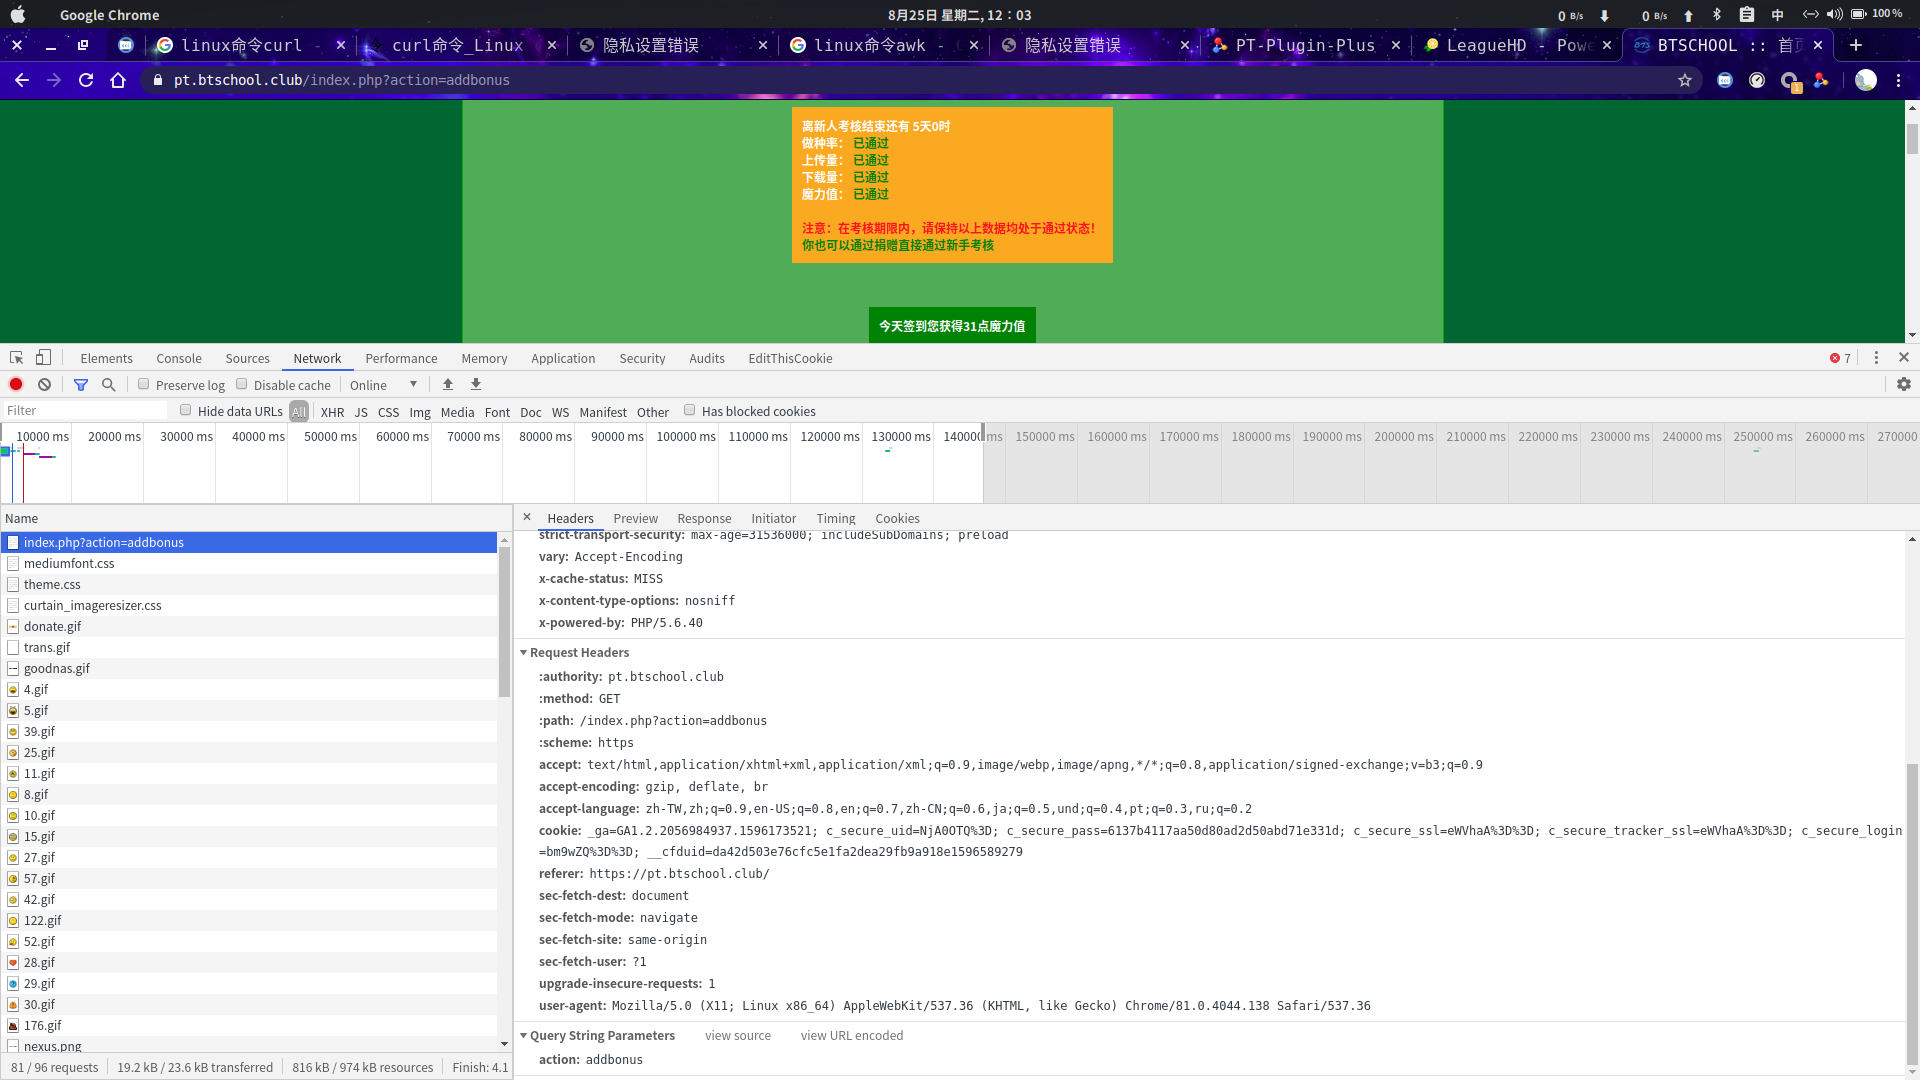 Google Chrome
8月25日 星期二, 12：03
0 B/s 0 B/s 中 100 %
linux命令curl -
curl命令_Linux
隐私设置错误
linux命令awk -
隐私设置错误
PT-Plugin-Plus
LeagueHD - Powe
BTSCHOOL :: 首页
pt.btschool.club/index.php?action=addbonus
1
离新人考核结束还有 5天0时
做种率： 已通过
上传量： 已通过
下载量： 已通过
魔力值： 已通过
注意：在考核期限内，请保持以上数据均处于通过状态！
你也可以通过捐赠直接通过新手考核
今天签到您获得31点魔力值
Elements Console Sources Network Performance Memory Application Security Audits EditThisCookie 7
Preserve log Disable cache Online
Filter Hide data URLs All XHR JS CSS Img Media Font Doc WS Manifest Other Has blocked cookies
10000 ms 20000 ms 30000 ms 40000 ms 50000 ms 60000 ms 70000 ms 80000 ms 90000 ms 100000 ms 110000 ms 120000 ms 130000 ms 140000 ms 150000 ms 160000 ms 170000 ms 180000 ms 190000 ms 200000 ms 210000 ms 220000 ms 230000 ms 240000 ms 250000 ms 260000 ms 270000
Name
index.php?action=addbonus
mediumfont.css
theme.css
curtain_imageresizer.css
donate.gif
trans.gif
goodnas.gif
4.gif
5.gif
39.gif
25.gif
11.gif
8.gif
10.gif
15.gif
27.gif
57.gif
42.gif
122.gif
52.gif
28.gif
29.gif
30.gif
176.gif
nexus.png
81 / 96 requests 19.2 kB / 23.6 kB transferred 816 kB / 974 kB resources Finish: 4.1
Headers Preview Response Initiator Timing Cookies
strict-transport-security: max-age=31536000; includeSubDomains; preload
vary: Accept-Encoding
x-cache-status: MISS
x-content-type-options: nosniff
x-powered-by: PHP/5.6.40
Request Headers
:authority: pt.btschool.club
:method: GET
:path: /index.php?action=addbonus
:scheme: https
accept: text/html,application/xhtml+xml,application/xml;q=0.9,image/webp,image/apng,*/*;q=0.8,application/signed-exchange;v=b3;q=0.9
accept-encoding: gzip, deflate, br
accept-language: zh-TW,zh;q=0.9,en-US;q=0.8,en;q=0.7,zh-CN;q=0.6,ja;q=0.5,und;q=0.4,pt;q=0.3,ru;q=0.2
cookie: _ga=GA1.2.2056984937.1596173521; c_secure_uid=NjA0OTQ%3D; c_secure_pass=6137b4117aa50d80ad2d50abd71e331d; c_secure_ssl=eWVhaA%3D%3D; c_secure_tracker_ssl=eWVhaA%3D%3D; c_secure_login
=bm9wZQ%3D%3D; __cfduid=da42d503e76cfc5e1fa2dea29fb9a918e1596589279
referer: https://pt.btschool.club/
sec-fetch-dest: document
sec-fetch-mode: navigate
sec-fetch-site: same-origin
sec-fetch-user: ?1
upgrade-insecure-requests: 1
user-agent: Mozilla/5.0 (X11; Linux x86_64) AppleWebKit/537.36 (KHTML, like Gecko) Chrome/81.0.4044.138 Safari/537.36
Query String Parameters view source view URL encoded
action: addbonus